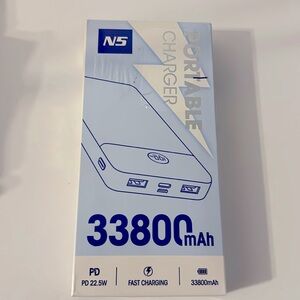 N5
PORTABLE
CHARGER
33800mAh
PD
PD 22.5W
FAST CHARGING
33800mAh